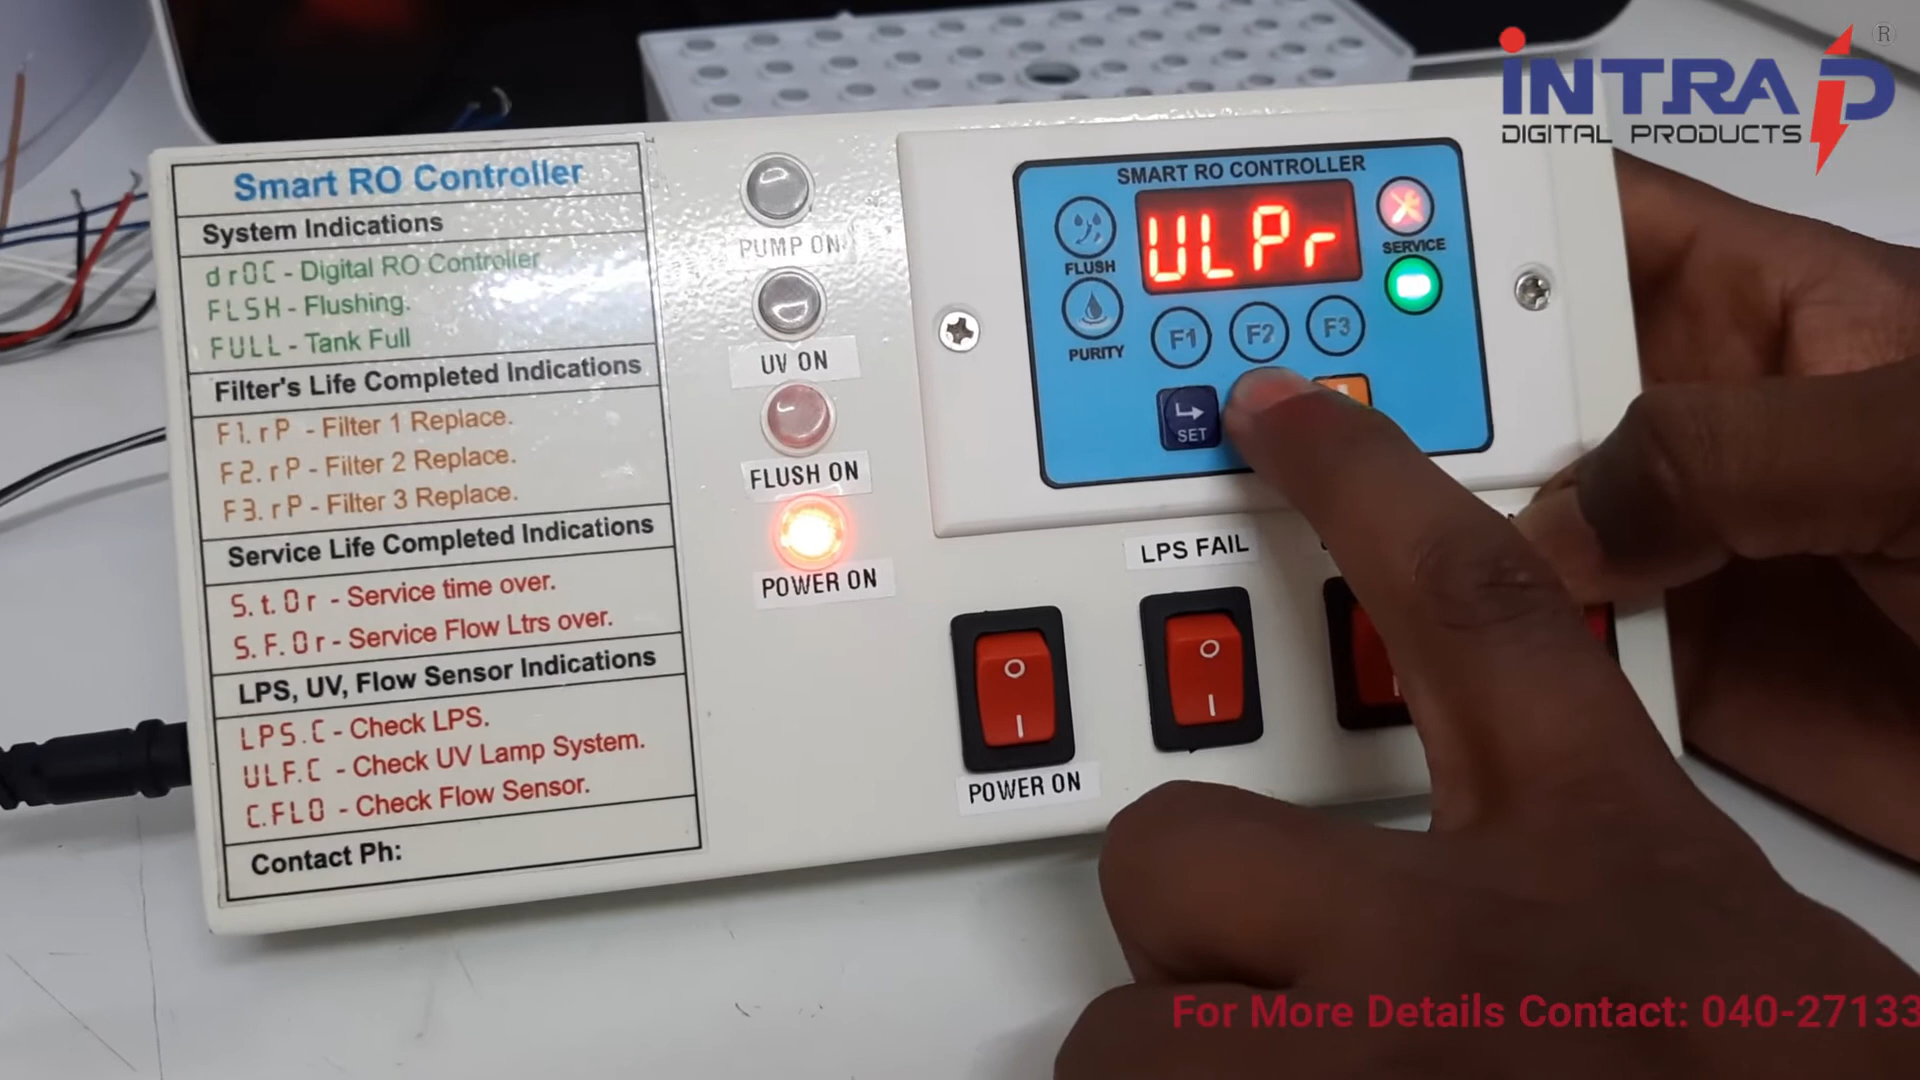 iNTRA D
®
DIGITAL PRODUCTS
Smart RO Controller
System Indications
drOC - Digital RO Controller
FLSH - Flushing.
FULL - Tank Full
Filter's Life Completed Indications
F1.rP - Filter 1 Replace.
F2.rP - Filter 2 Replace.
F3.rP - Filter 3 Replace.
Service Life Completed Indications
S.t.Or - Service time over.
S.F.Or - Service Flow Ltrs over.
LPS, UV, Flow Sensor Indications
LPS.C - Check LPS.
ULF.C - Check UV Lamp System.
C.FLO - Check Flow Sensor.
Contact Ph:
PUMP ON
UV ON
FLUSH ON
POWER ON
SMART RO CONTROLLER
ULPr
FLUSH
SERVICE
PURITY
F1 F2 F3
SET
LPS FAIL
POWER ON
For More Details Contact: 040-27133